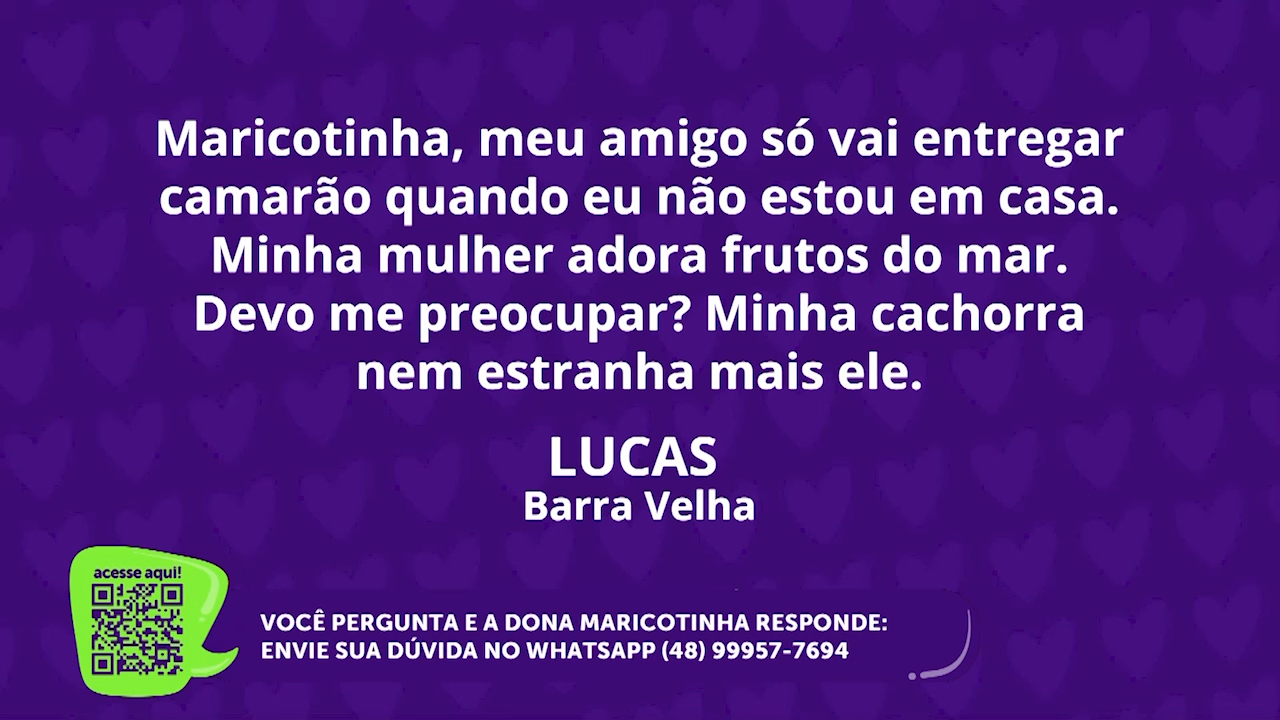 Maricotinha, meu amigo só vai entregar
camarão quando eu não estou em casa.
Minha mulher adora frutos do mar.
Devo me preocupar? Minha cachorra
nem estranha mais ele.
LUCAS
Barra Velha
acesse aqui!
VOCÊ PERGUNTA E A DONA MARICOTINHA RESPONDE:
ENVIE SUA DÚVIDA NO WHATSAPP (48) 99957-7694